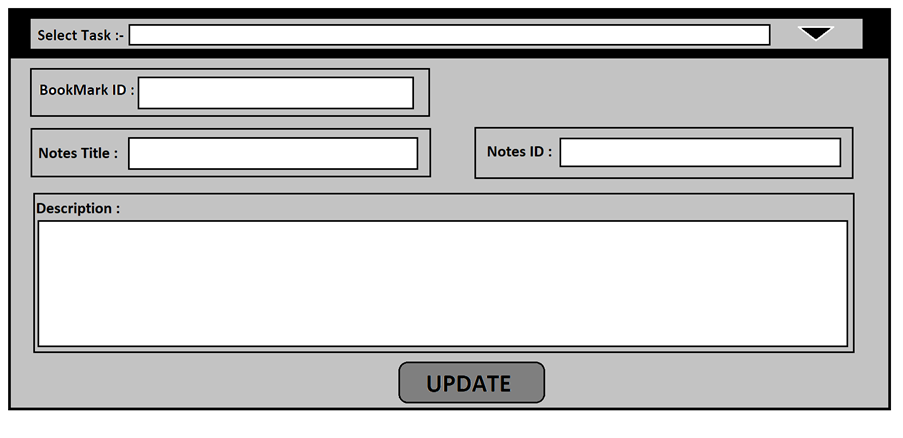 Select Task :-
BookMark ID :
Notes Title :
Notes ID :
Description :
UPDATE